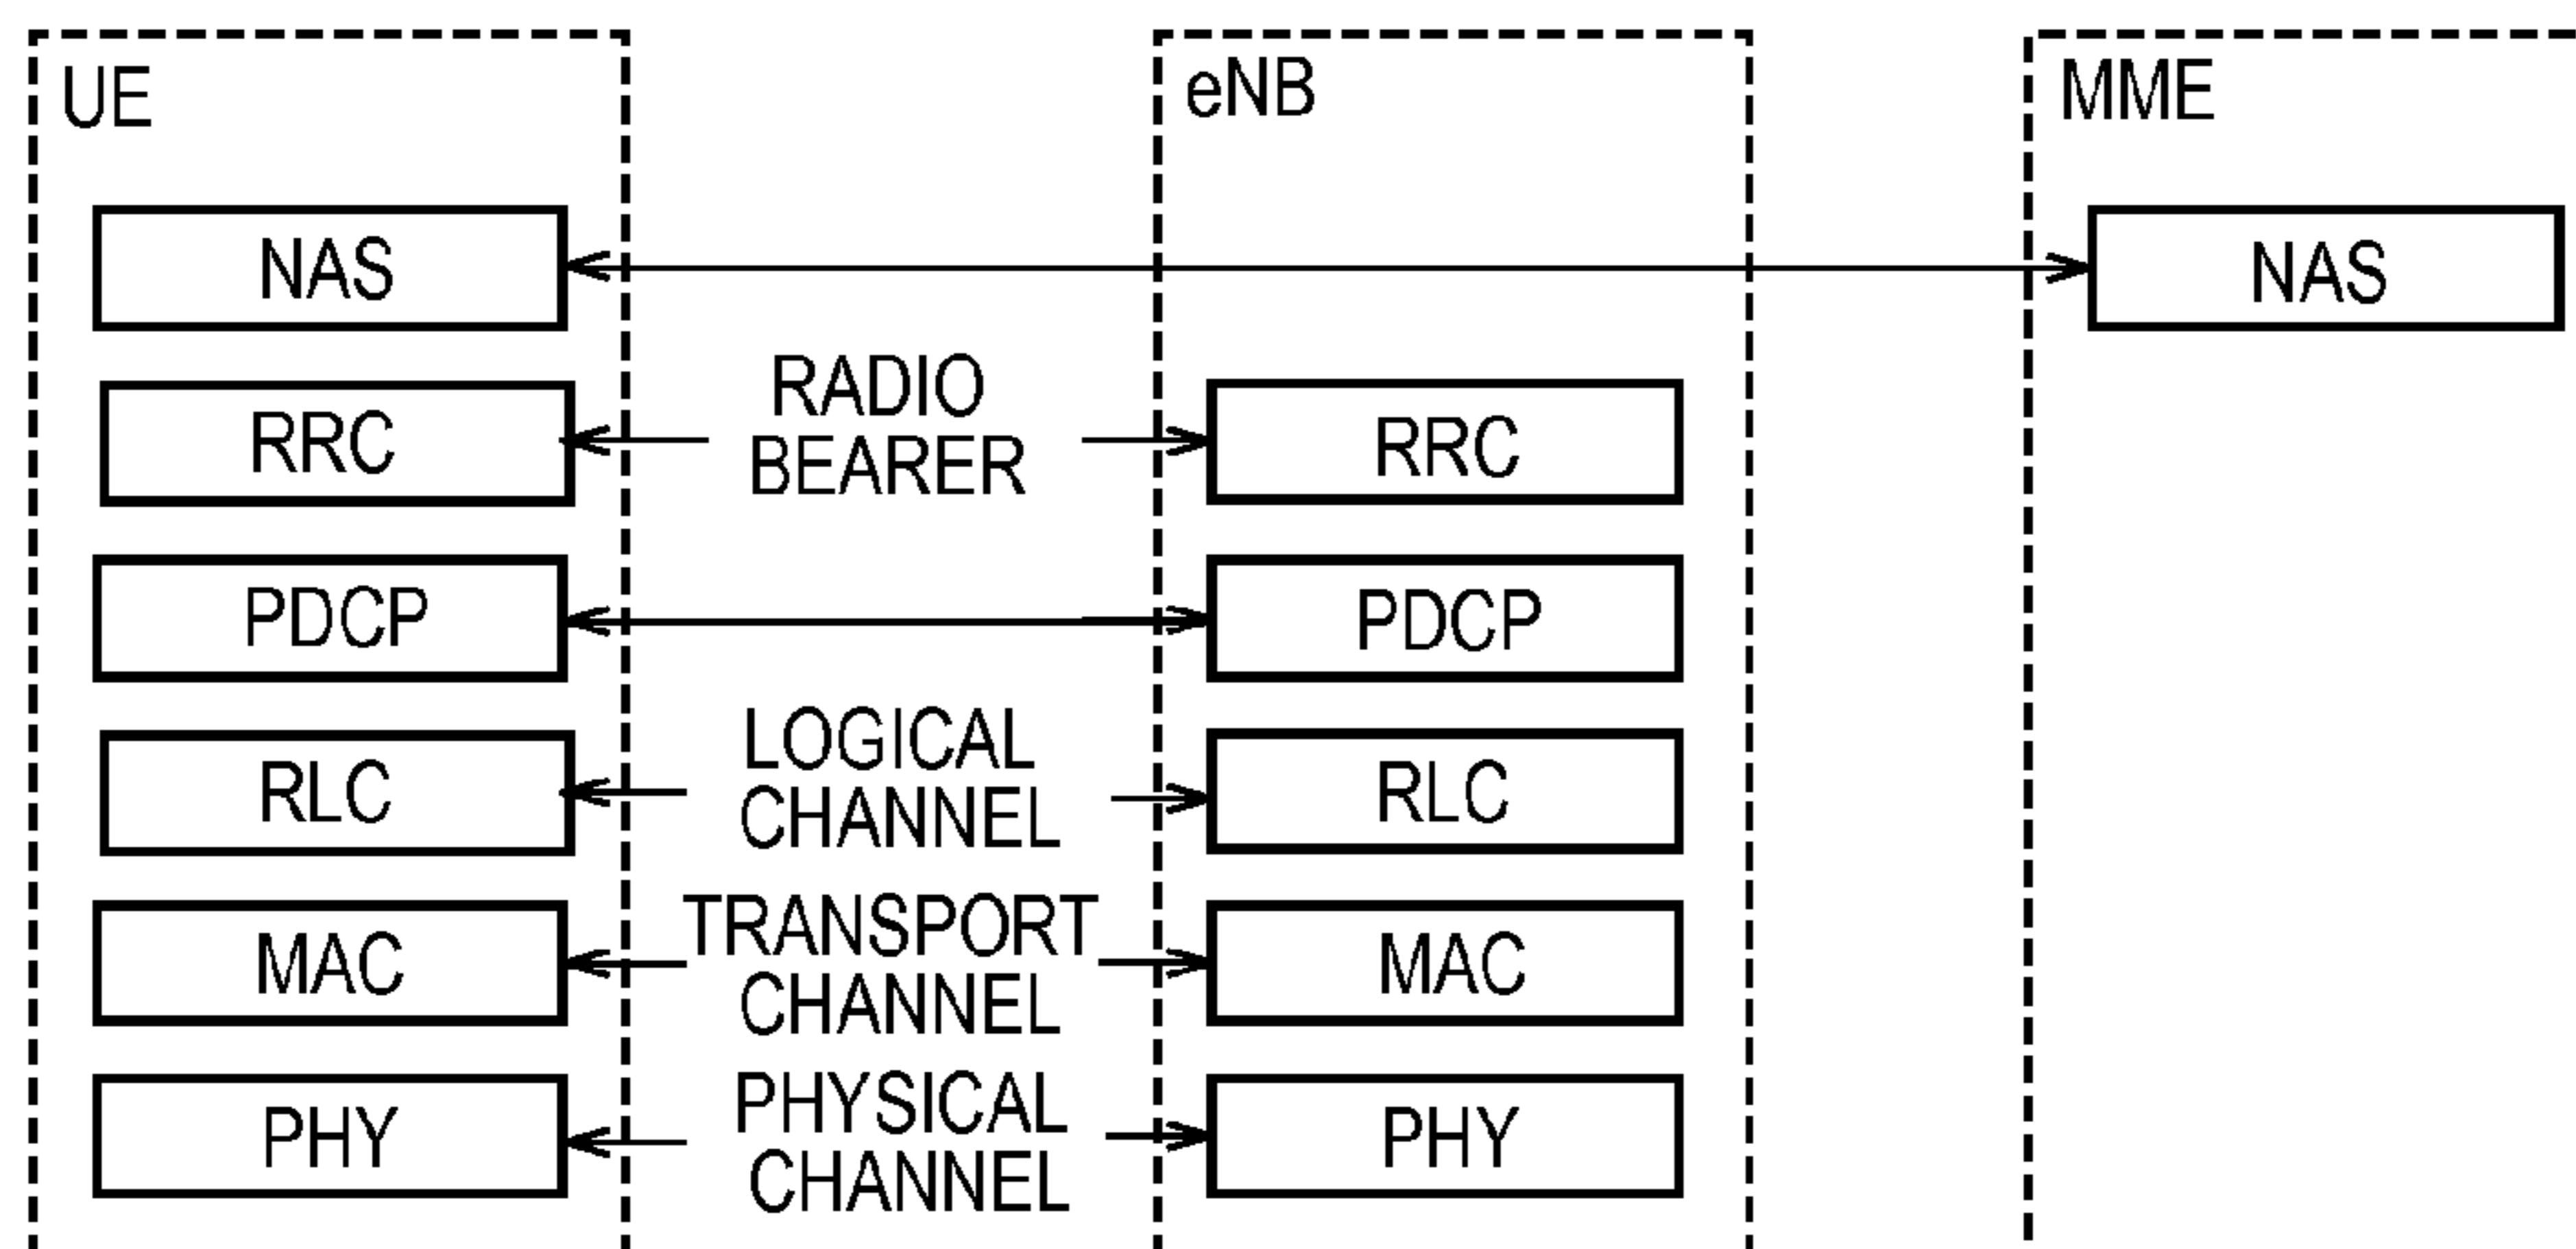 UE
eNB
MME
NAS
NAS
RADIO
BEARER
RRC
RRC
PDCP
PDCP
LOGICAL
CHANNEL
RLC
RLC
TRANSPORT
CHANNEL
MAC
MAC
PHYSICAL
CHANNEL
PHY
PHY